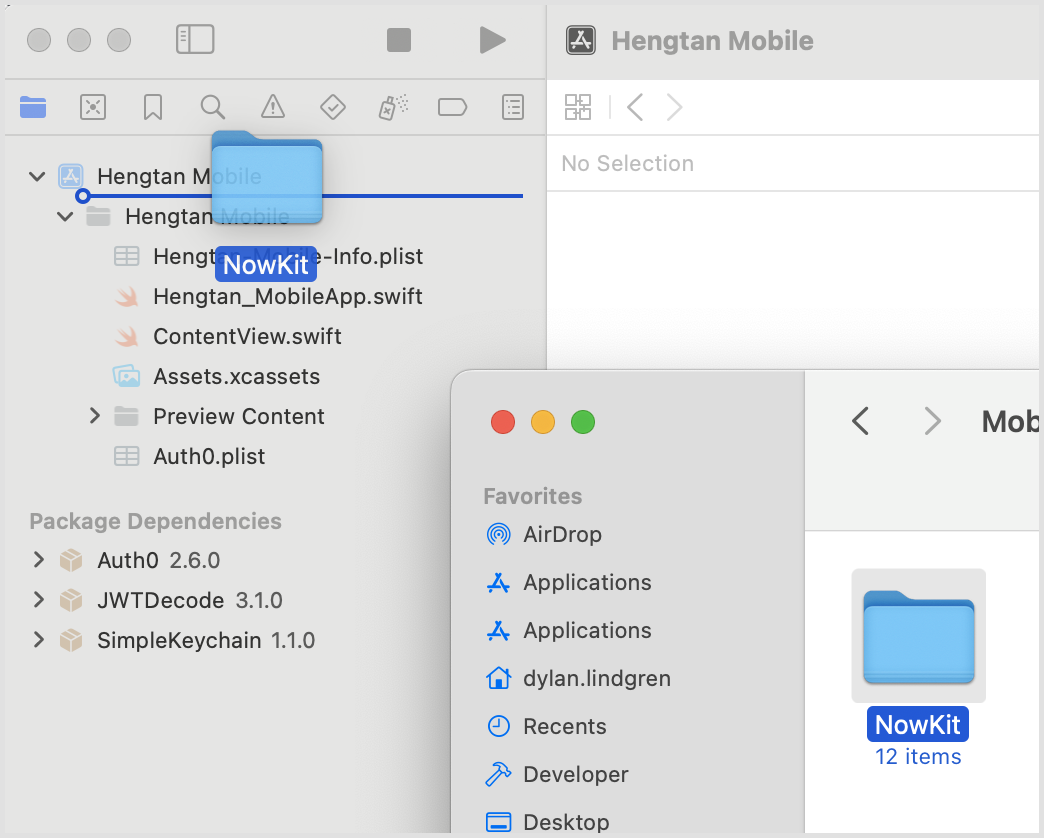 Hengtan Mobile
No Selection
Hengtan Mobile
Hengtan Mobile
Hengtan-Mobile-Info.plist
NowKit
Hengtan_MobileApp.swift
ContentView.swift
Assets.xcassets
Preview Content
Auth0.plist
Package Dependencies
Auth0 2.6.0
JWTDecode 3.1.0
SimpleKeychain 1.1.0
Mob
Favorites
AirDrop
Applications
Applications
dylan.lindgren
Recents
Developer
Desktop
NowKit
12 items